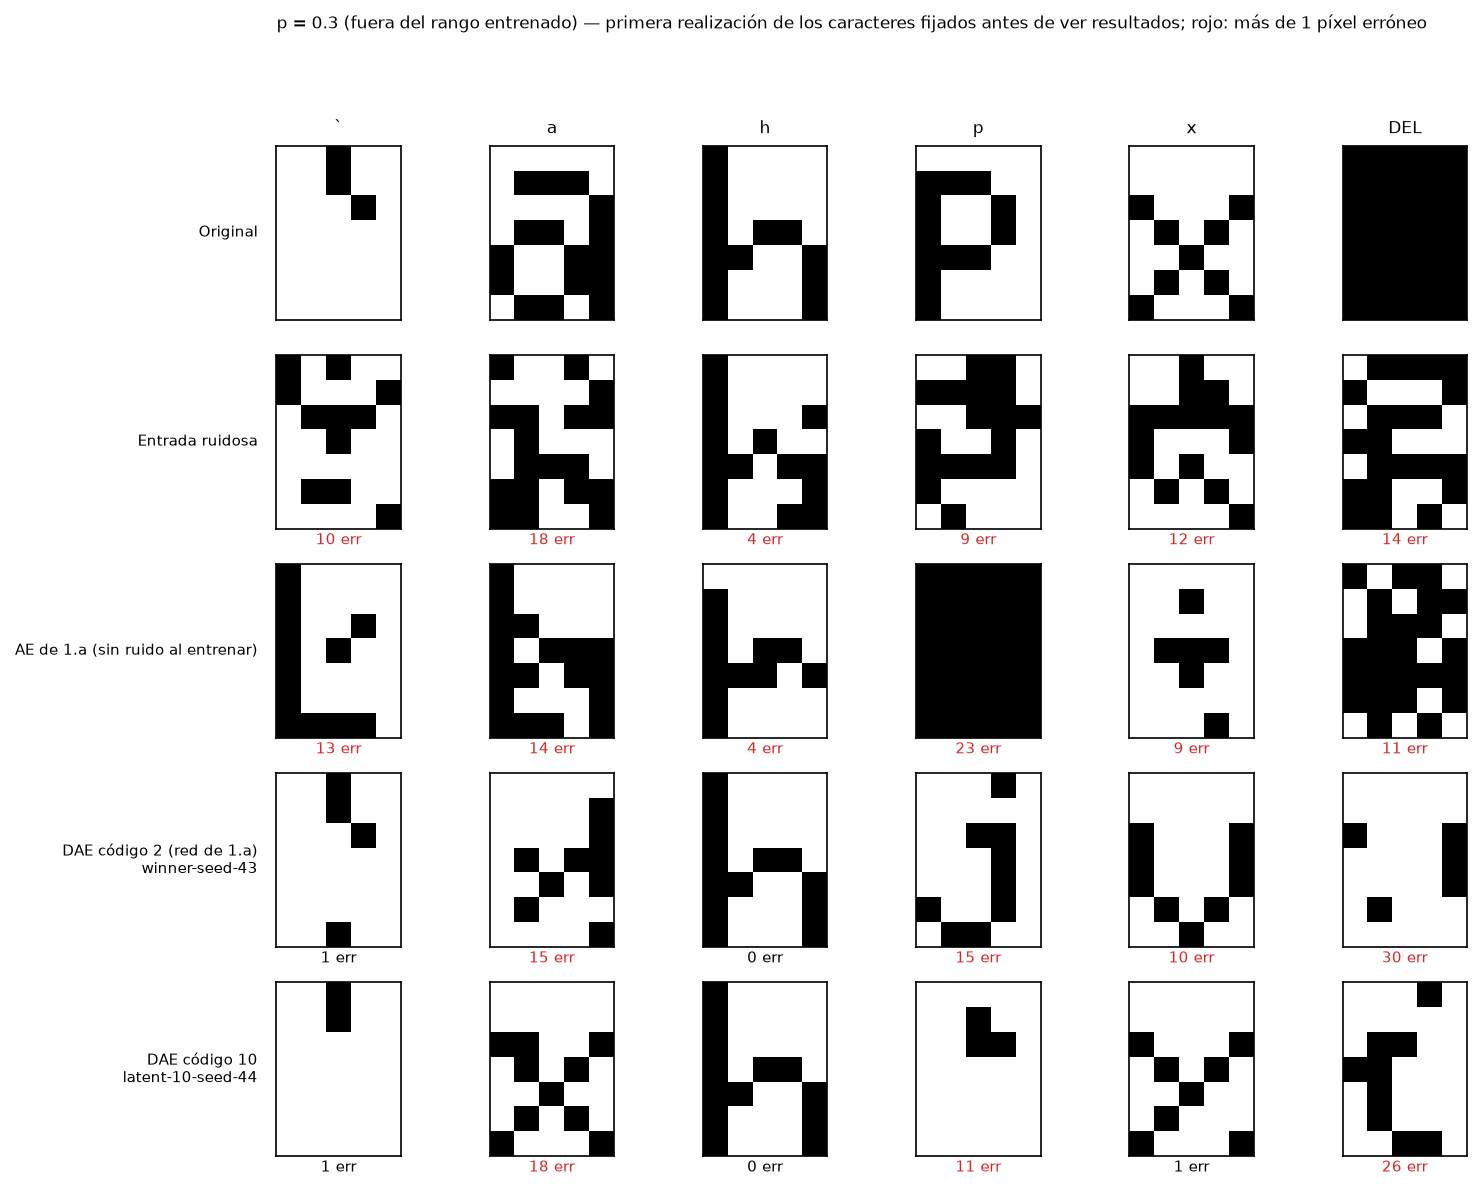 p = 0.3 (fuera del rango entrenado) — primera realización de los caracteres fijados antes de ver resultados; rojo: más de 1 píxel erróneo
` a h p x DEL
Original
Entrada ruidosa
10 err 18 err 4 err 9 err 12 err 14 err
AE de 1.a (sin ruido al entrenar)
13 err 14 err 4 err 23 err 9 err 11 err
DAE código 2 (red de 1.a)
winner-seed-43
1 err 15 err 0 err 15 err 10 err 30 err
DAE código 10
latent-10-seed-44
1 err 18 err 0 err 11 err 1 err 26 err